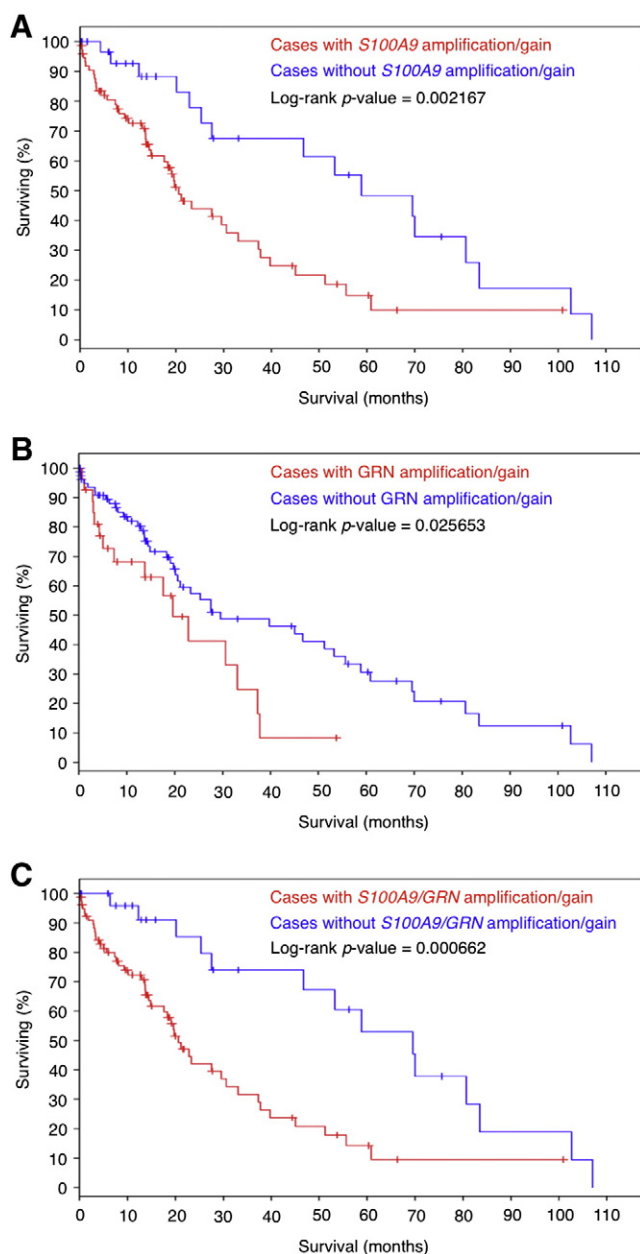 A
Cases with S100A9 amplification/gain
Cases without S100A9 amplification/gain
Log-rank p-value = 0.002167
Surviving (%)
100
90
80
70
60
50
40
30
20
10
0
0 10 20 30 40 50 60 70 80 90 100 110
Survival (months)
B
Cases with GRN amplification/gain
Cases without GRN amplification/gain
Log-rank p-value = 0.025653
Surviving (%)
100
90
80
70
60
50
40
30
20
10
0
0 10 20 30 40 50 60 70 80 90 100 110
Survival (months)
C
Cases with S100A9/GRN amplification/gain
Cases without S100A9/GRN amplification/gain
Log-rank p-value = 0.000662
Surviving (%)
100
90
80
70
60
50
40
30
20
10
0
0 10 20 30 40 50 60 70 80 90 100 110
Survival (months)